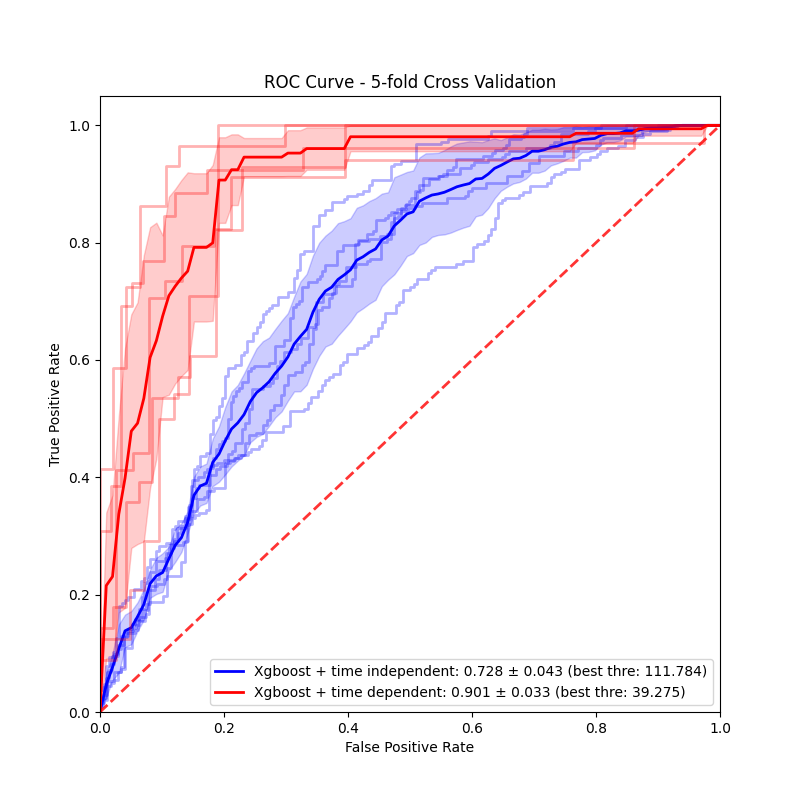 ROC Curve - 5-fold Cross Validation
True Positive Rate
1.0
0.8
0.6
0.4
0.2
0.0
Xgboost + time independent: 0.728 ± 0.043 (best thre: 111.784)
Xgboost + time dependent: 0.901 ± 0.033 (best thre: 39.275)
0.0 0.2 0.4 0.6 0.8 1.0
False Positive Rate